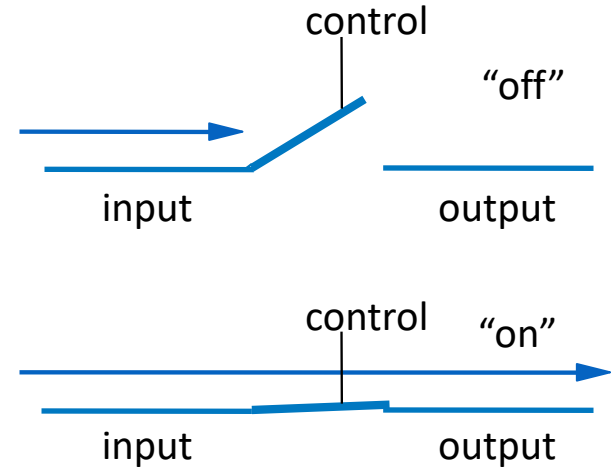 control
“off”
input
output
control
“on”
input
output